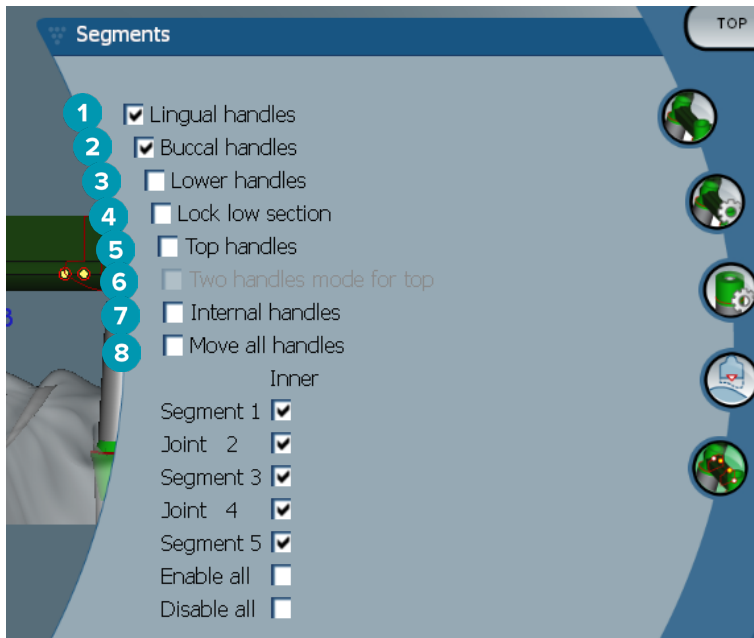 Segments
TOP
1 Lingual handles
2 Buccal handles
3 Lower handles
4 Lock low section
5 Top handles
6 Two handles mode for top
7 Internal handles
8 Move all handles
Inner
Segment 1
Joint 2
Segment 3
Joint 4
Segment 5
Enable all
Disable all